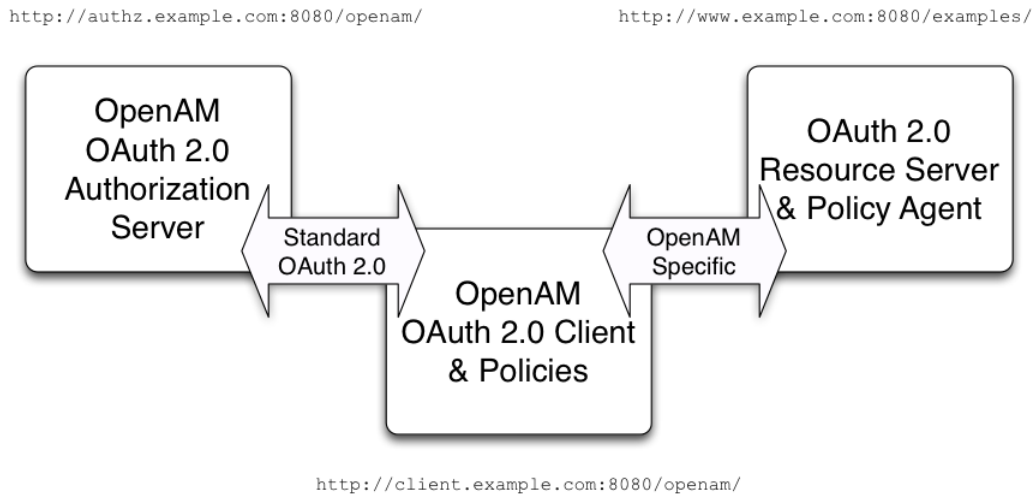 http://authz.example.com:8080/openam/
http://www.example.com:8080/examples/
OpenAM
OAuth 2.0
Authorization
Server
OAuth 2.0
Resource Server
& Policy Agent
Standard
OAuth 2.0
OpenAM
Specific
OpenAM
OAuth 2.0 Client
& Policies
http://client.example.com:8080/openam/